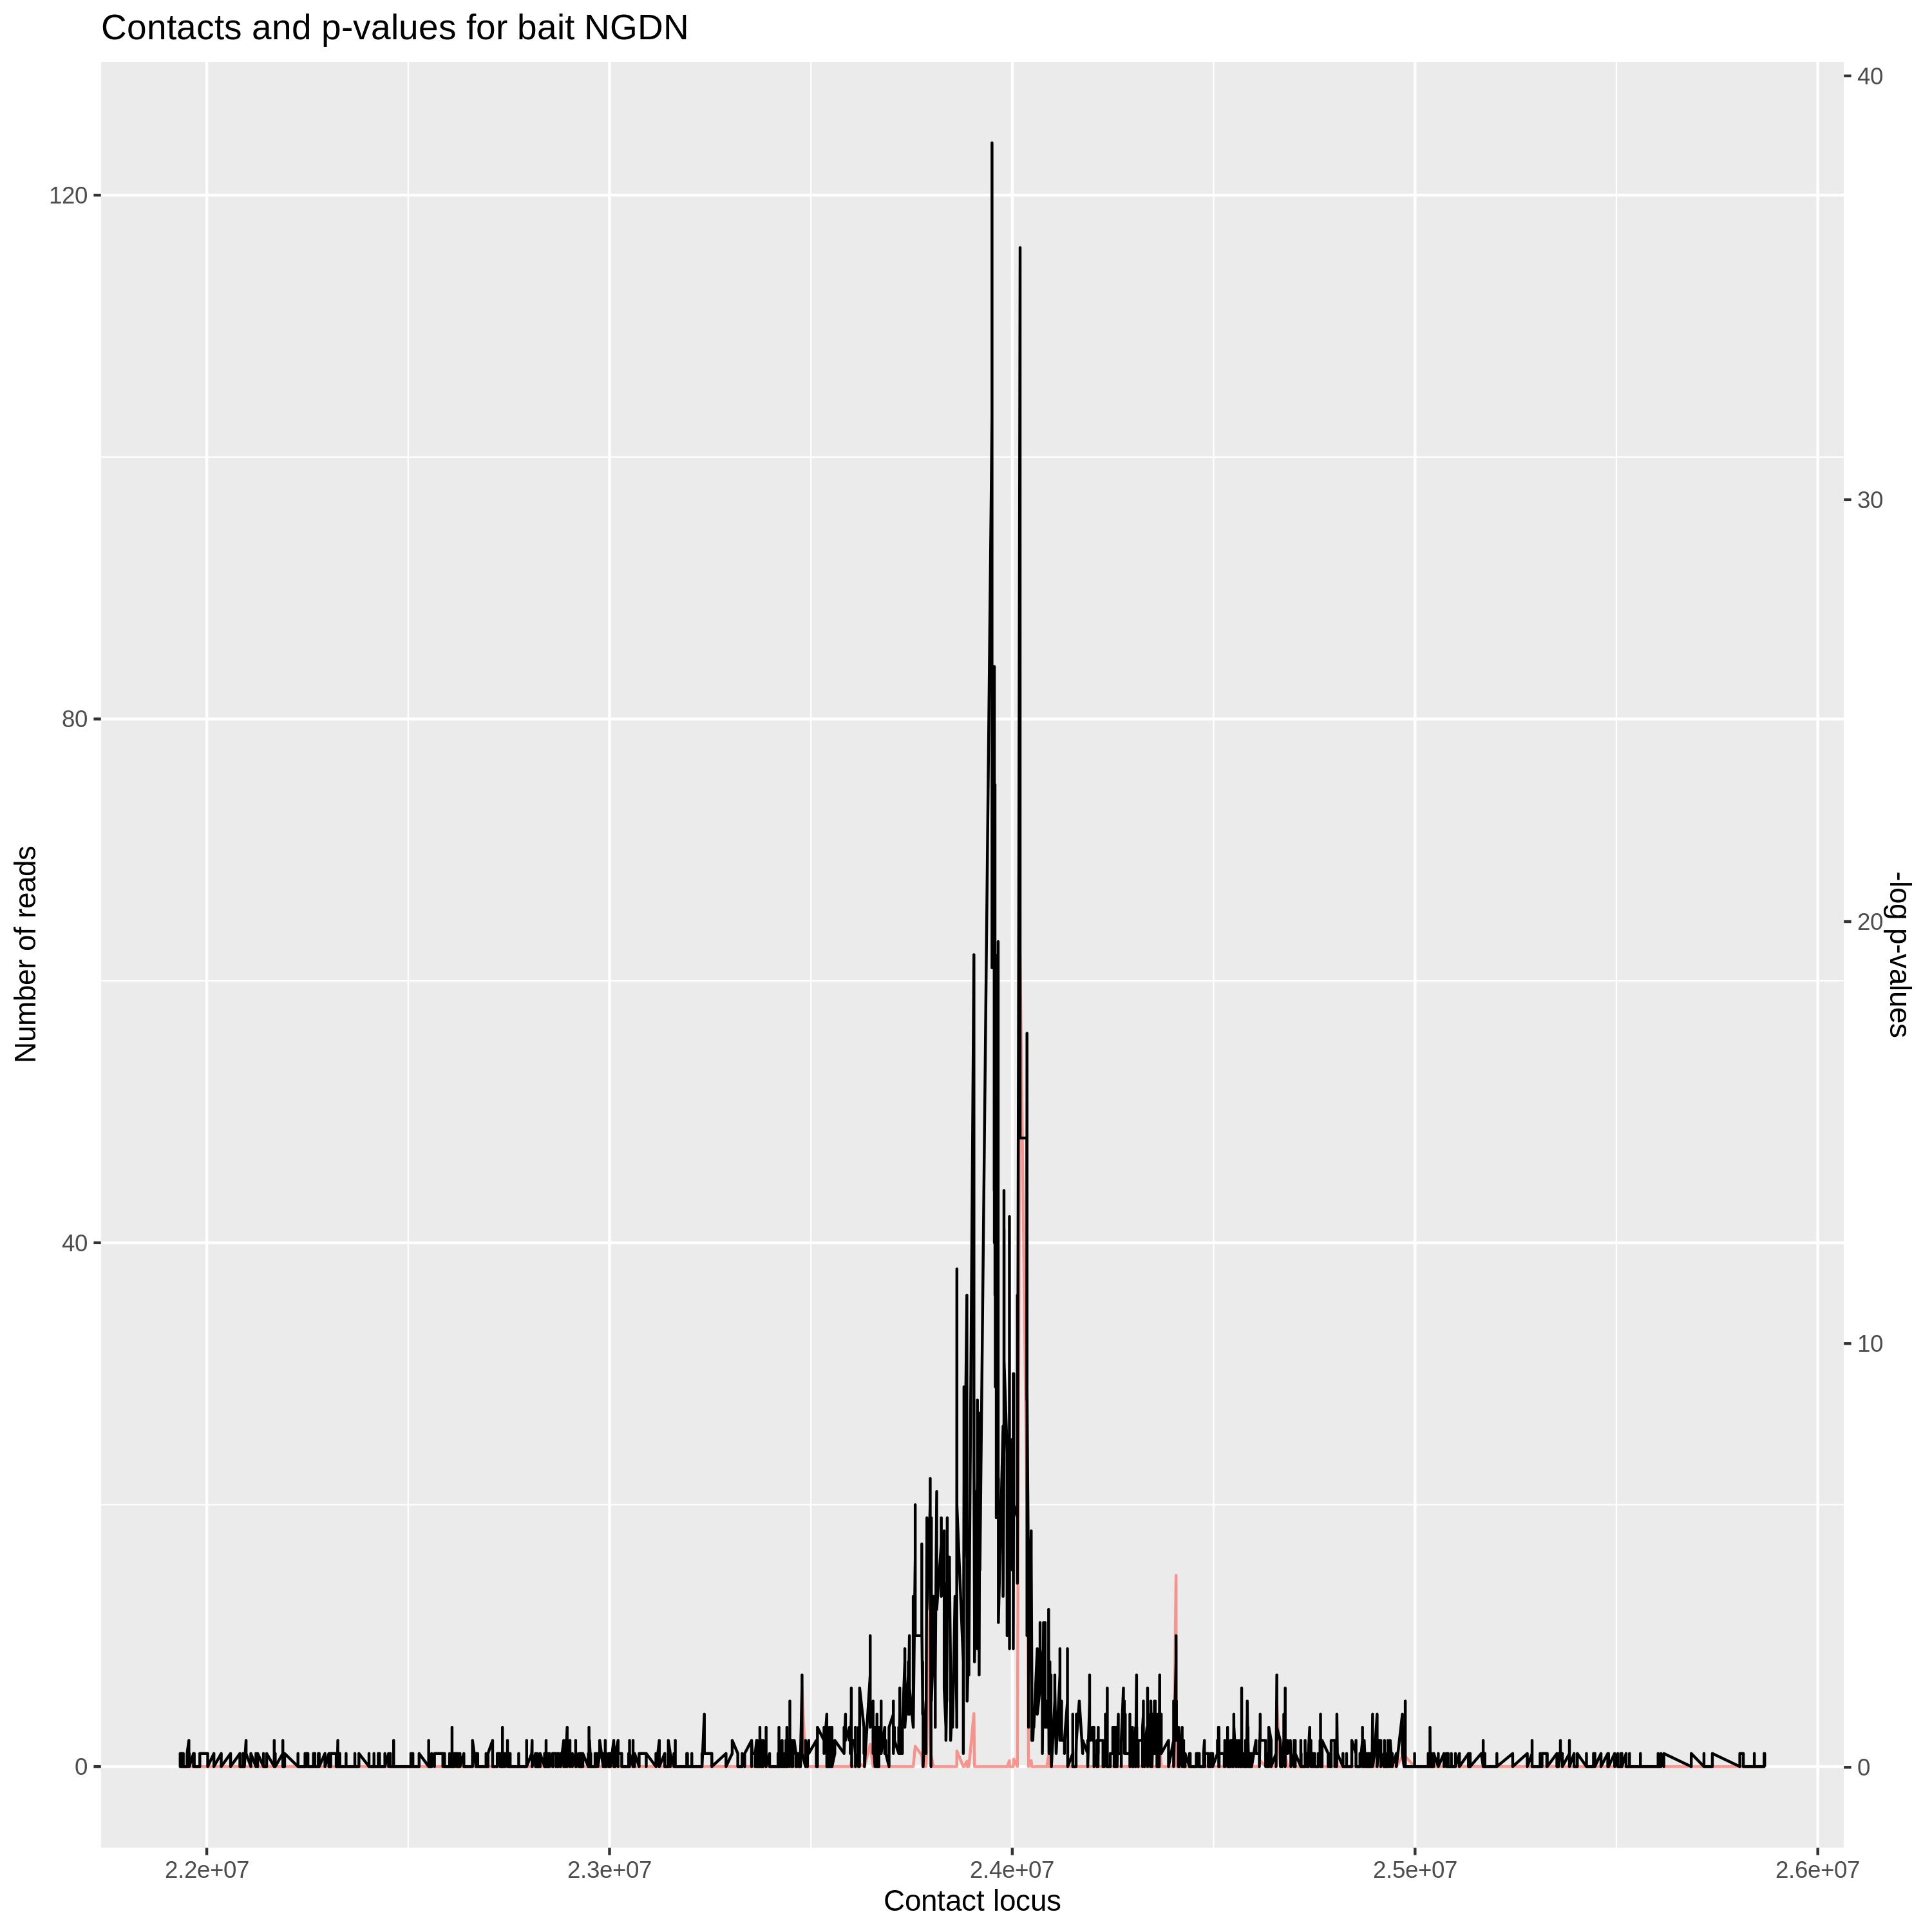 Contacts and p-values for bait NGDN
40
120
30
80
Number of reads
20
-log p-values
40
10
0
0
2.2e+07
2.3e+07
2.4e+07
2.5e+07
2.6e+07
Contact locus